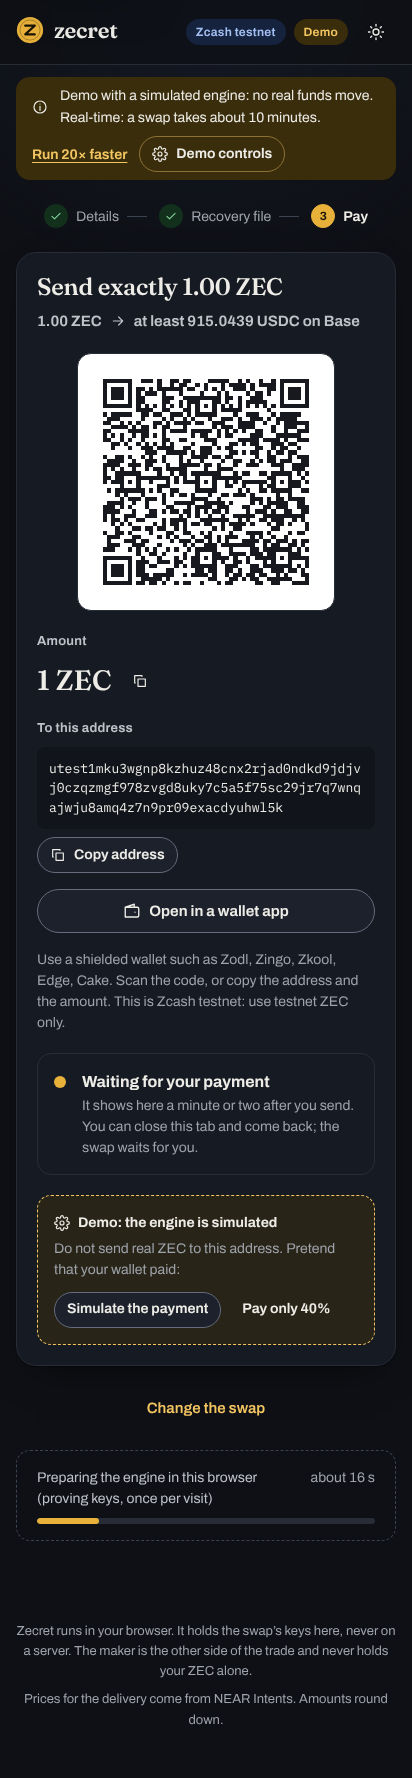 zecret
Zcash testnet
Demo
Demo with a simulated engine: no real funds move.
Real-time: a swap takes about 10 minutes.
Run 20× faster
Demo controls
Details
Recovery file
3
Pay
Send exactly 1.00 ZEC
1.00 ZEC → at least 915.0439 USDC on Base
Amount
1 ZEC
To this address
utest1mku3wgnp8kzhuz48cnx2rjad0ndkd9jdjv
j0czqzmgf978zvgd8uky7c5a5f75sc29jr7q7wnq
ajwju8amq4z7n9pr09exacdyuhwl5k
Copy address
Open in a wallet app
Use a shielded wallet such as Zodl, Zingo, Zkool,
Edge, Cake. Scan the code, or copy the address and
the amount. This is Zcash testnet: use testnet ZEC
only.
Waiting for your payment
It shows here a minute or two after you send.
You can close this tab and come back; the
swap waits for you.
Demo: the engine is simulated
Do not send real ZEC to this address. Pretend
that your wallet paid:
Simulate the payment
Pay only 40%
Change the swap
Preparing the engine in this browser
(proving keys, once per visit)
about 16 s
Zecret runs in your browser. It holds the swap's keys here, never on
a server. The maker is the other side of the trade and never holds
your ZEC alone.
Prices for the delivery come from NEAR Intents. Amounts round
down.